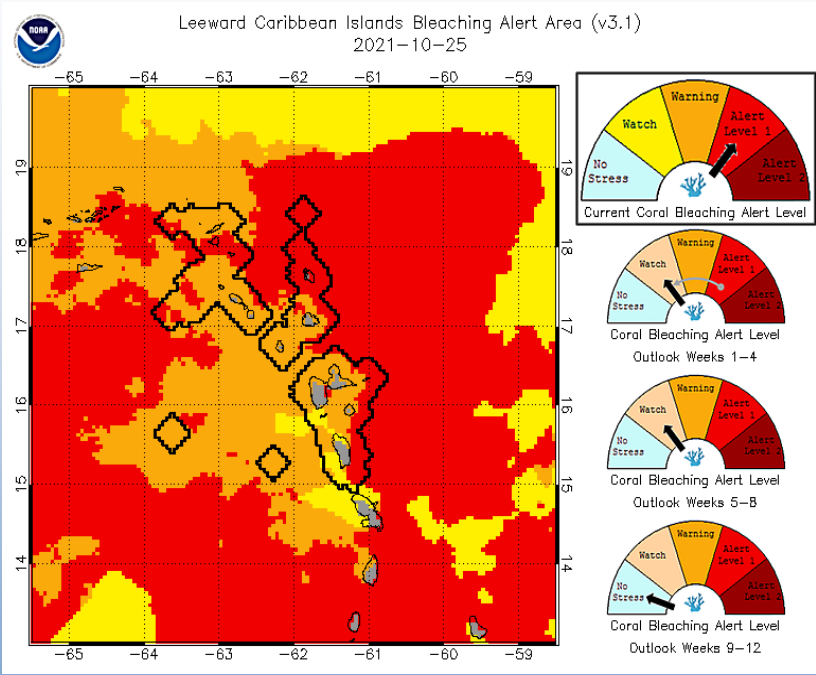 Leeward Caribbean Islands Bleaching Alert Area (v3.1)
2021-10-25
NOAA
-65 -64 -63 -62 -61 -60 -59
19 19
18 18
17 17
16 16
15 15
14 14
-65 -64 -63 -62 -61 -60 -59
No
Stress
Watch
Warning
Alert
Level 1
Alert
Level 2
Current Coral Bleaching Alert Level
No
Stress
Watch
Warning
Alert
Level 1
Alert
Level 2
Coral Bleaching Alert Level
Outlook Weeks 1-4
No
Stress
Watch
Warning
Alert
Level 1
Alert
Level 2
Coral Bleaching Alert Level
Outlook Weeks 5-8
No
Stress
Watch
Warning
Alert
Level 1
Alert
Level 2
Coral Bleaching Alert Level
Outlook Weeks 9-12